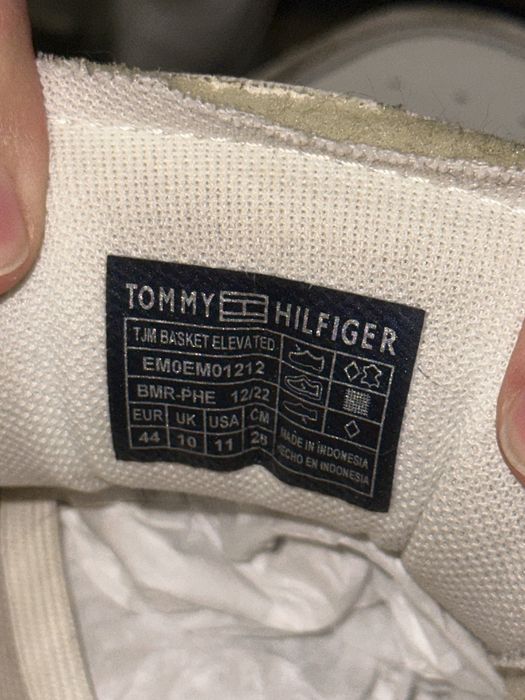 TOMMY HILFIGER
TJM BASKET ELEVATED
EM0EM01212
BMR-PHE 12/22
EUR UK USA CM
44 10 11 28
MADE IN INDONESIA
HECHO EN INDONESIA